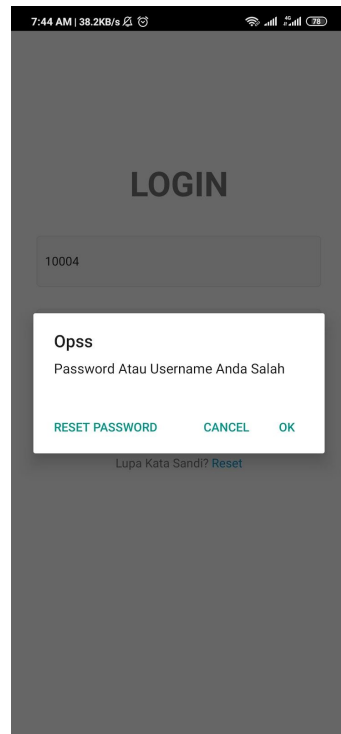 7:44 AM | 38.2KB/s 4G 78
LOGIN
10004
Opss
Password Atau Username Anda Salah
RESET PASSWORD CANCEL OK
Lupa Kata Sandi? Reset